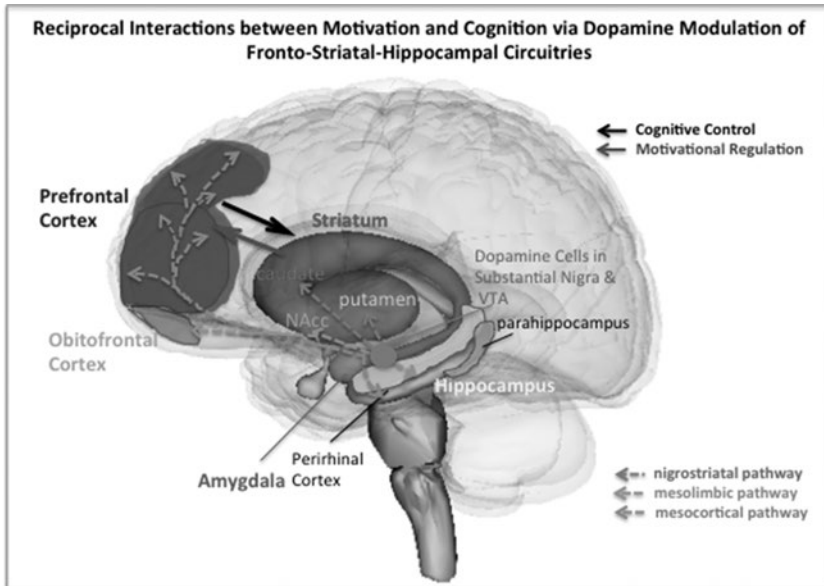 Reciprocal Interactions between Motivation and Cognition via Dopamine Modulation of
Fronto-Striatal-Hippocampal Circuitries
Cognitive Control
Motivational Regulation
Prefrontal
Cortex
Striatum
caudate
Dopamine Cells in
Substantial Nigra &
VTA
putamen
NAcc
parahippocampus
Obitofrontal
Cortex
Hippocampus
Perirhinal
Cortex
Amygdala
nigrostriatal pathway
mesolimbic pathway
mesocortical pathway